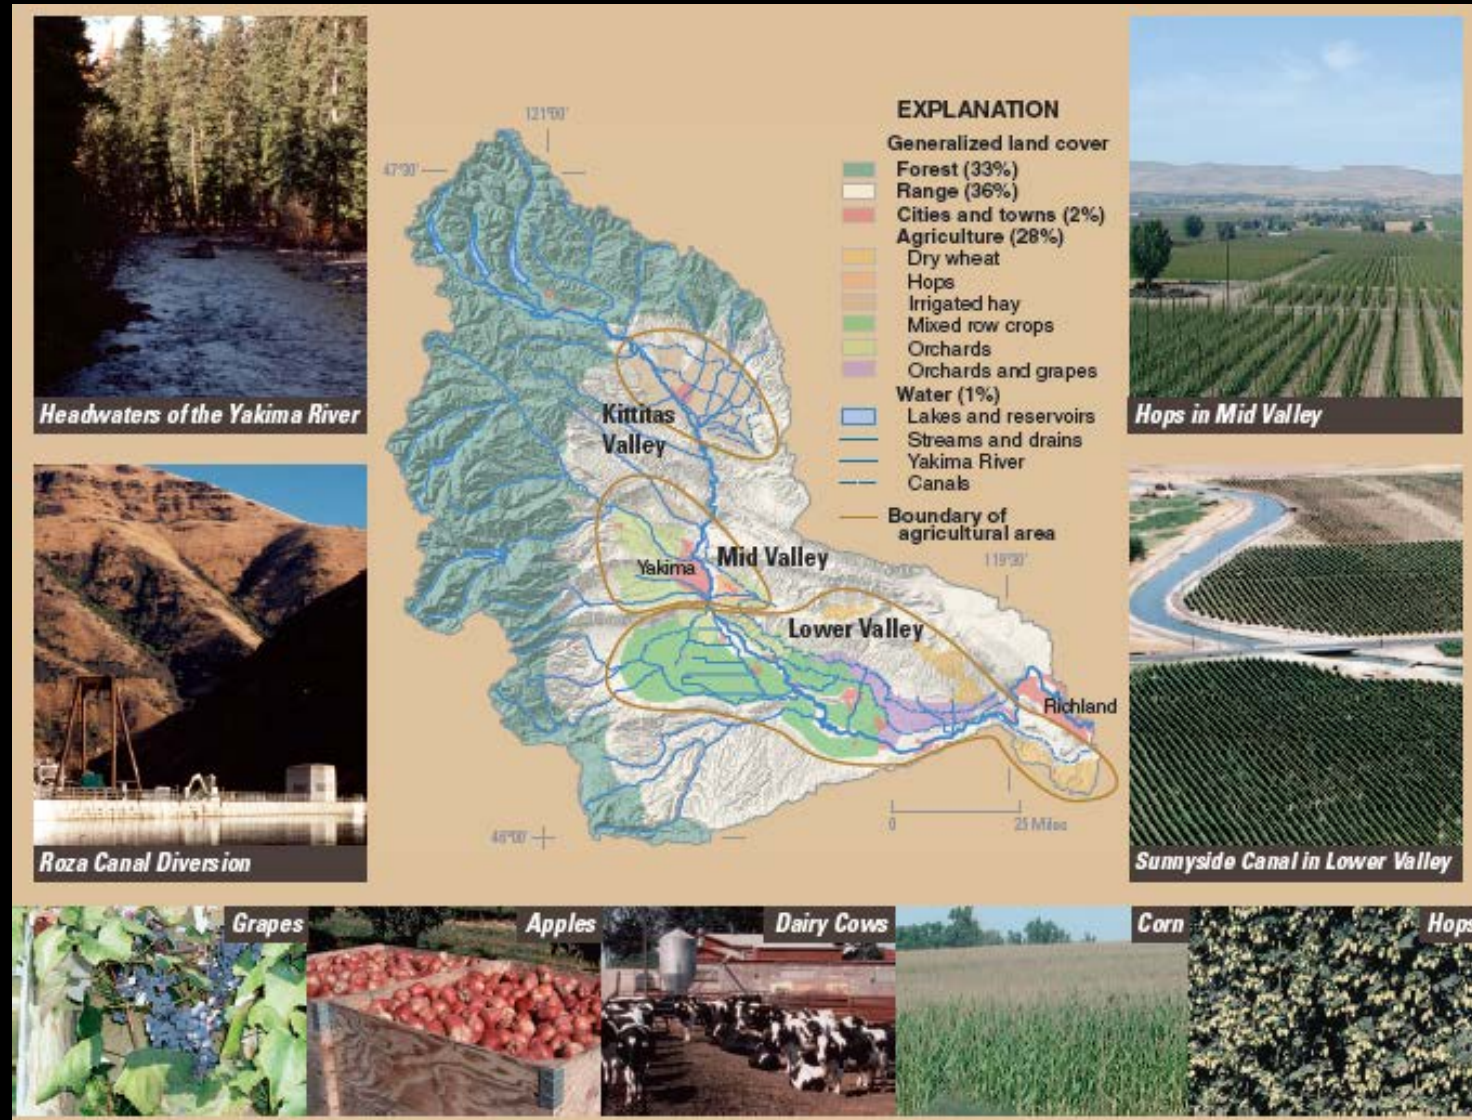 121°00'
47°30'
EXPLANATION
Generalized land cover
Forest (33%)
Range (36%)
Cities and towns (2%)
Agriculture (28%)
Dry wheat
Hops
Irrigated hay
Mixed row crops
Orchards
Orchards and grapes
Water (1%)
Lakes and reservoirs
Streams and drains
Yakima River
Canals
Boundary of
agricultural area
119°30'
Kittitas
Valley
Mid Valley
Yakima
Lower Valley
Richland
46°00'
0 25 Miles
Headwaters of the Yakima River
Hops in Mid Valley
Roza Canal Diversion
Sunnyside Canal in Lower Valley
Grapes
Apples
Dairy Cows
Corn
Hops